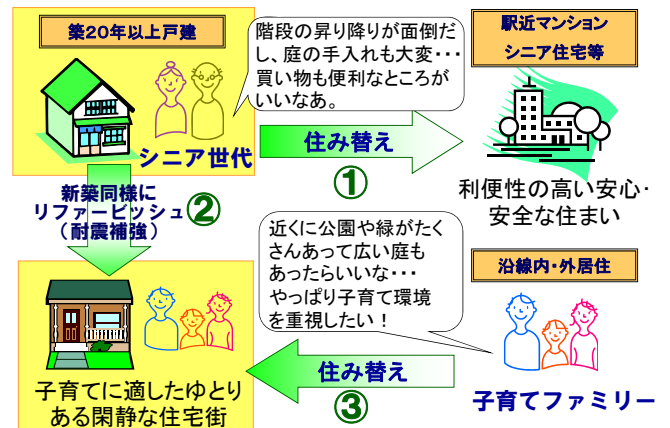 築20年以上戸建
シニア世代
階段の昇り降りが面倒だ
し、庭の手入れも大変・・・
買い物も便利なところが
いいなあ。
住み替え
①
駅近マンション
シニア住宅等
利便性の高い安心・
安全な住まい
新築同様に
リファービッシュ
（耐震補強）
②
近くに公園や緑がたく
さんあって広い庭も
あったらいいな・・・
やっぱり子育て環境
を重視したい！
沿線内・外居住
子育てファミリー
住み替え
③
子育てに適したゆとり
ある閑静な住宅街